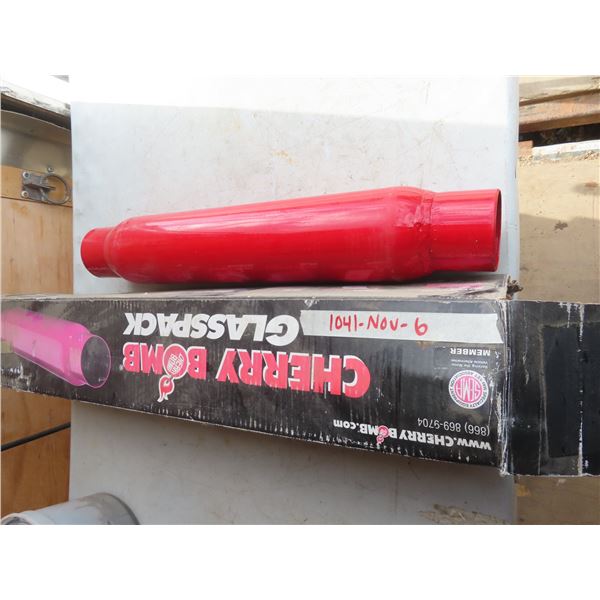 1041-NOV-6
CHERRY BOMB
GLASSPACK
MEMBER
(866) 869-9704
WWW.CHERRYBOMB.com